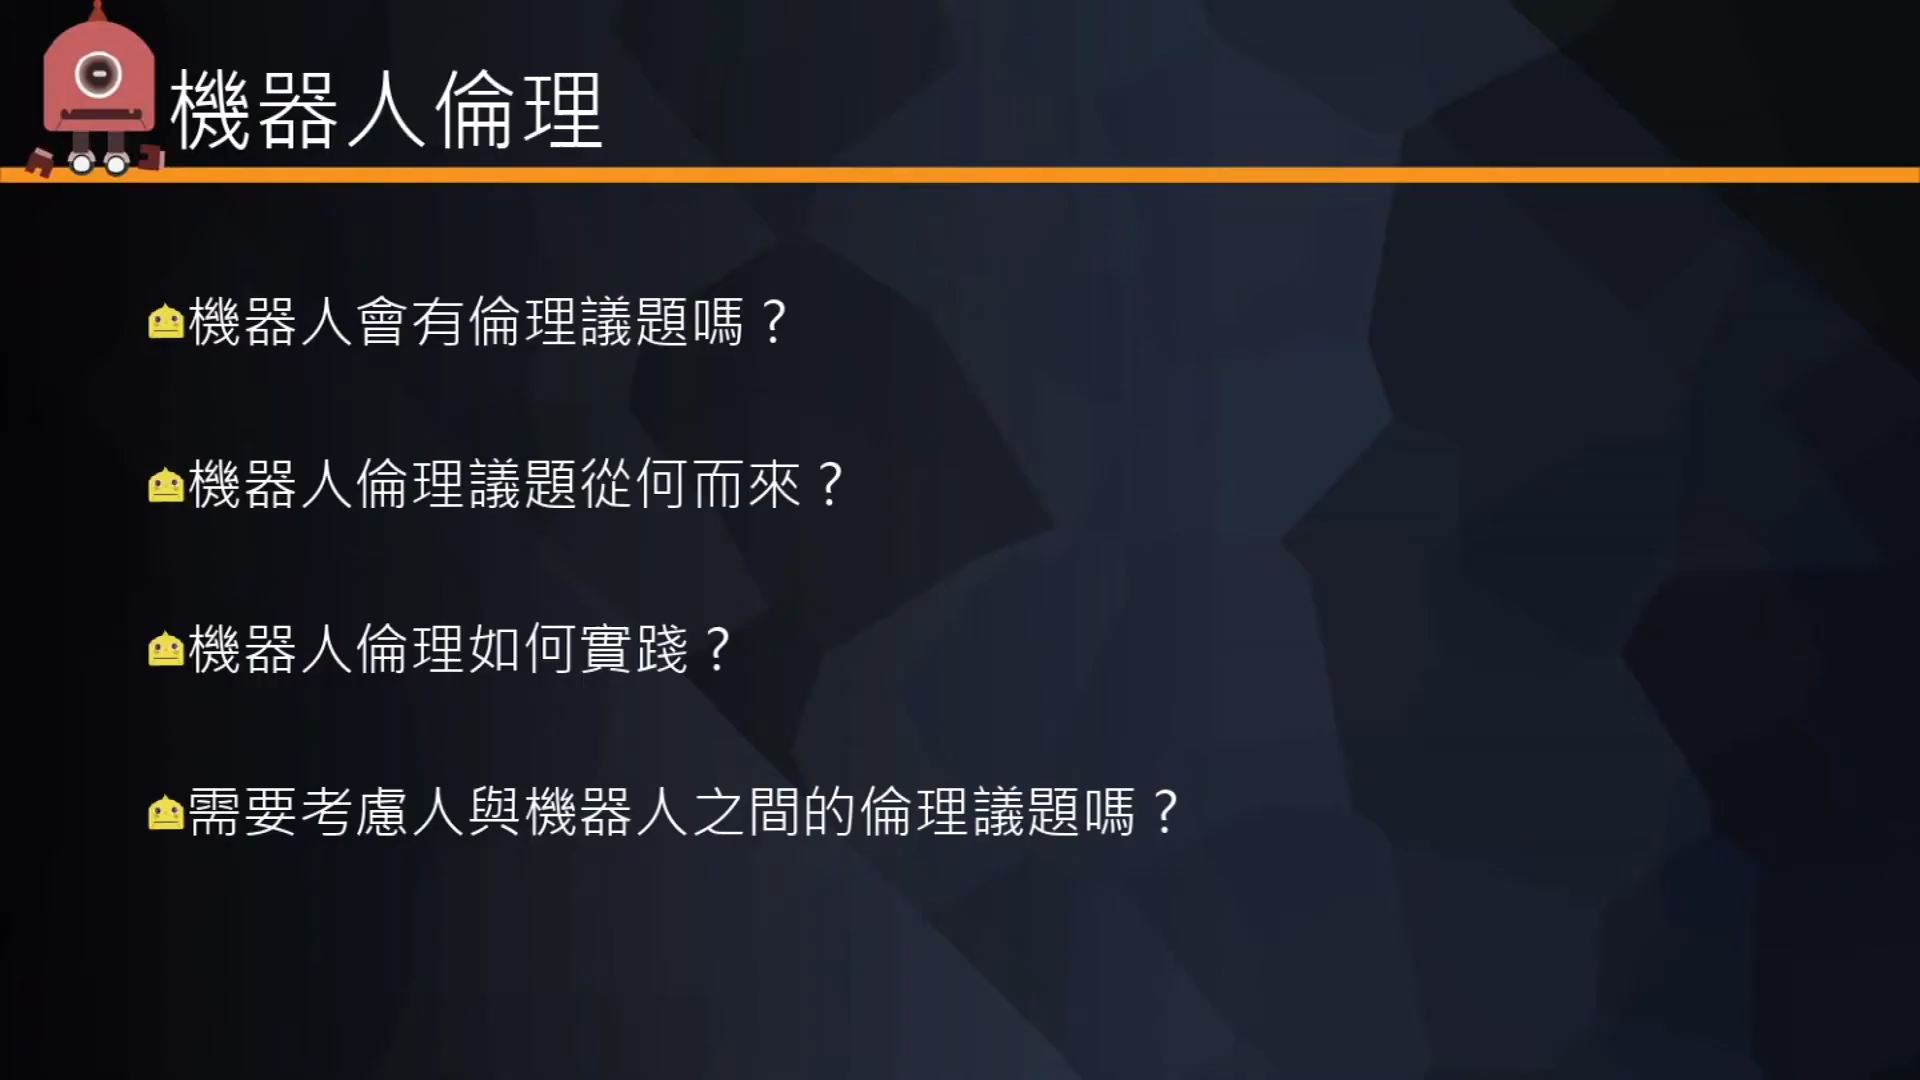 機器人倫理
機器人會有倫理議題嗎？
機器人倫理議題從何而來？
機器人倫理如何實踐？
需要考慮人與機器人之間的倫理議題嗎？